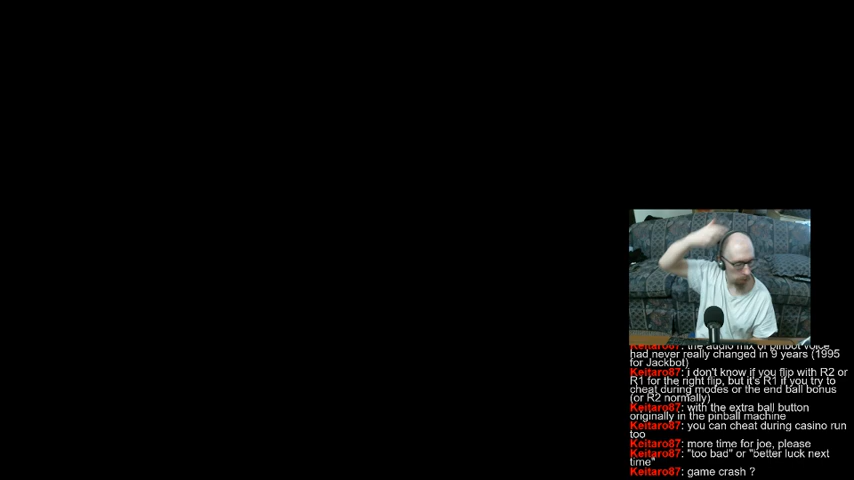 Keitaro87: the audio mix of pinbot voice
had never really changed in 9 years (1995
for Jackbot)
Keitaro87: i don't know if you flip with R2 or
R1 for the right flip, but it's R1 if you try to
cheat during modes or the end ball bonus
(or R2 normally)
Keitaro87: with the extra ball button
originally in the pinball machine
Keitaro87: you can cheat during casino run
too
Keitaro87: more time for joe, please
Keitaro87: "too bad" or "better luck next
time"
Keitaro87: game crash ?